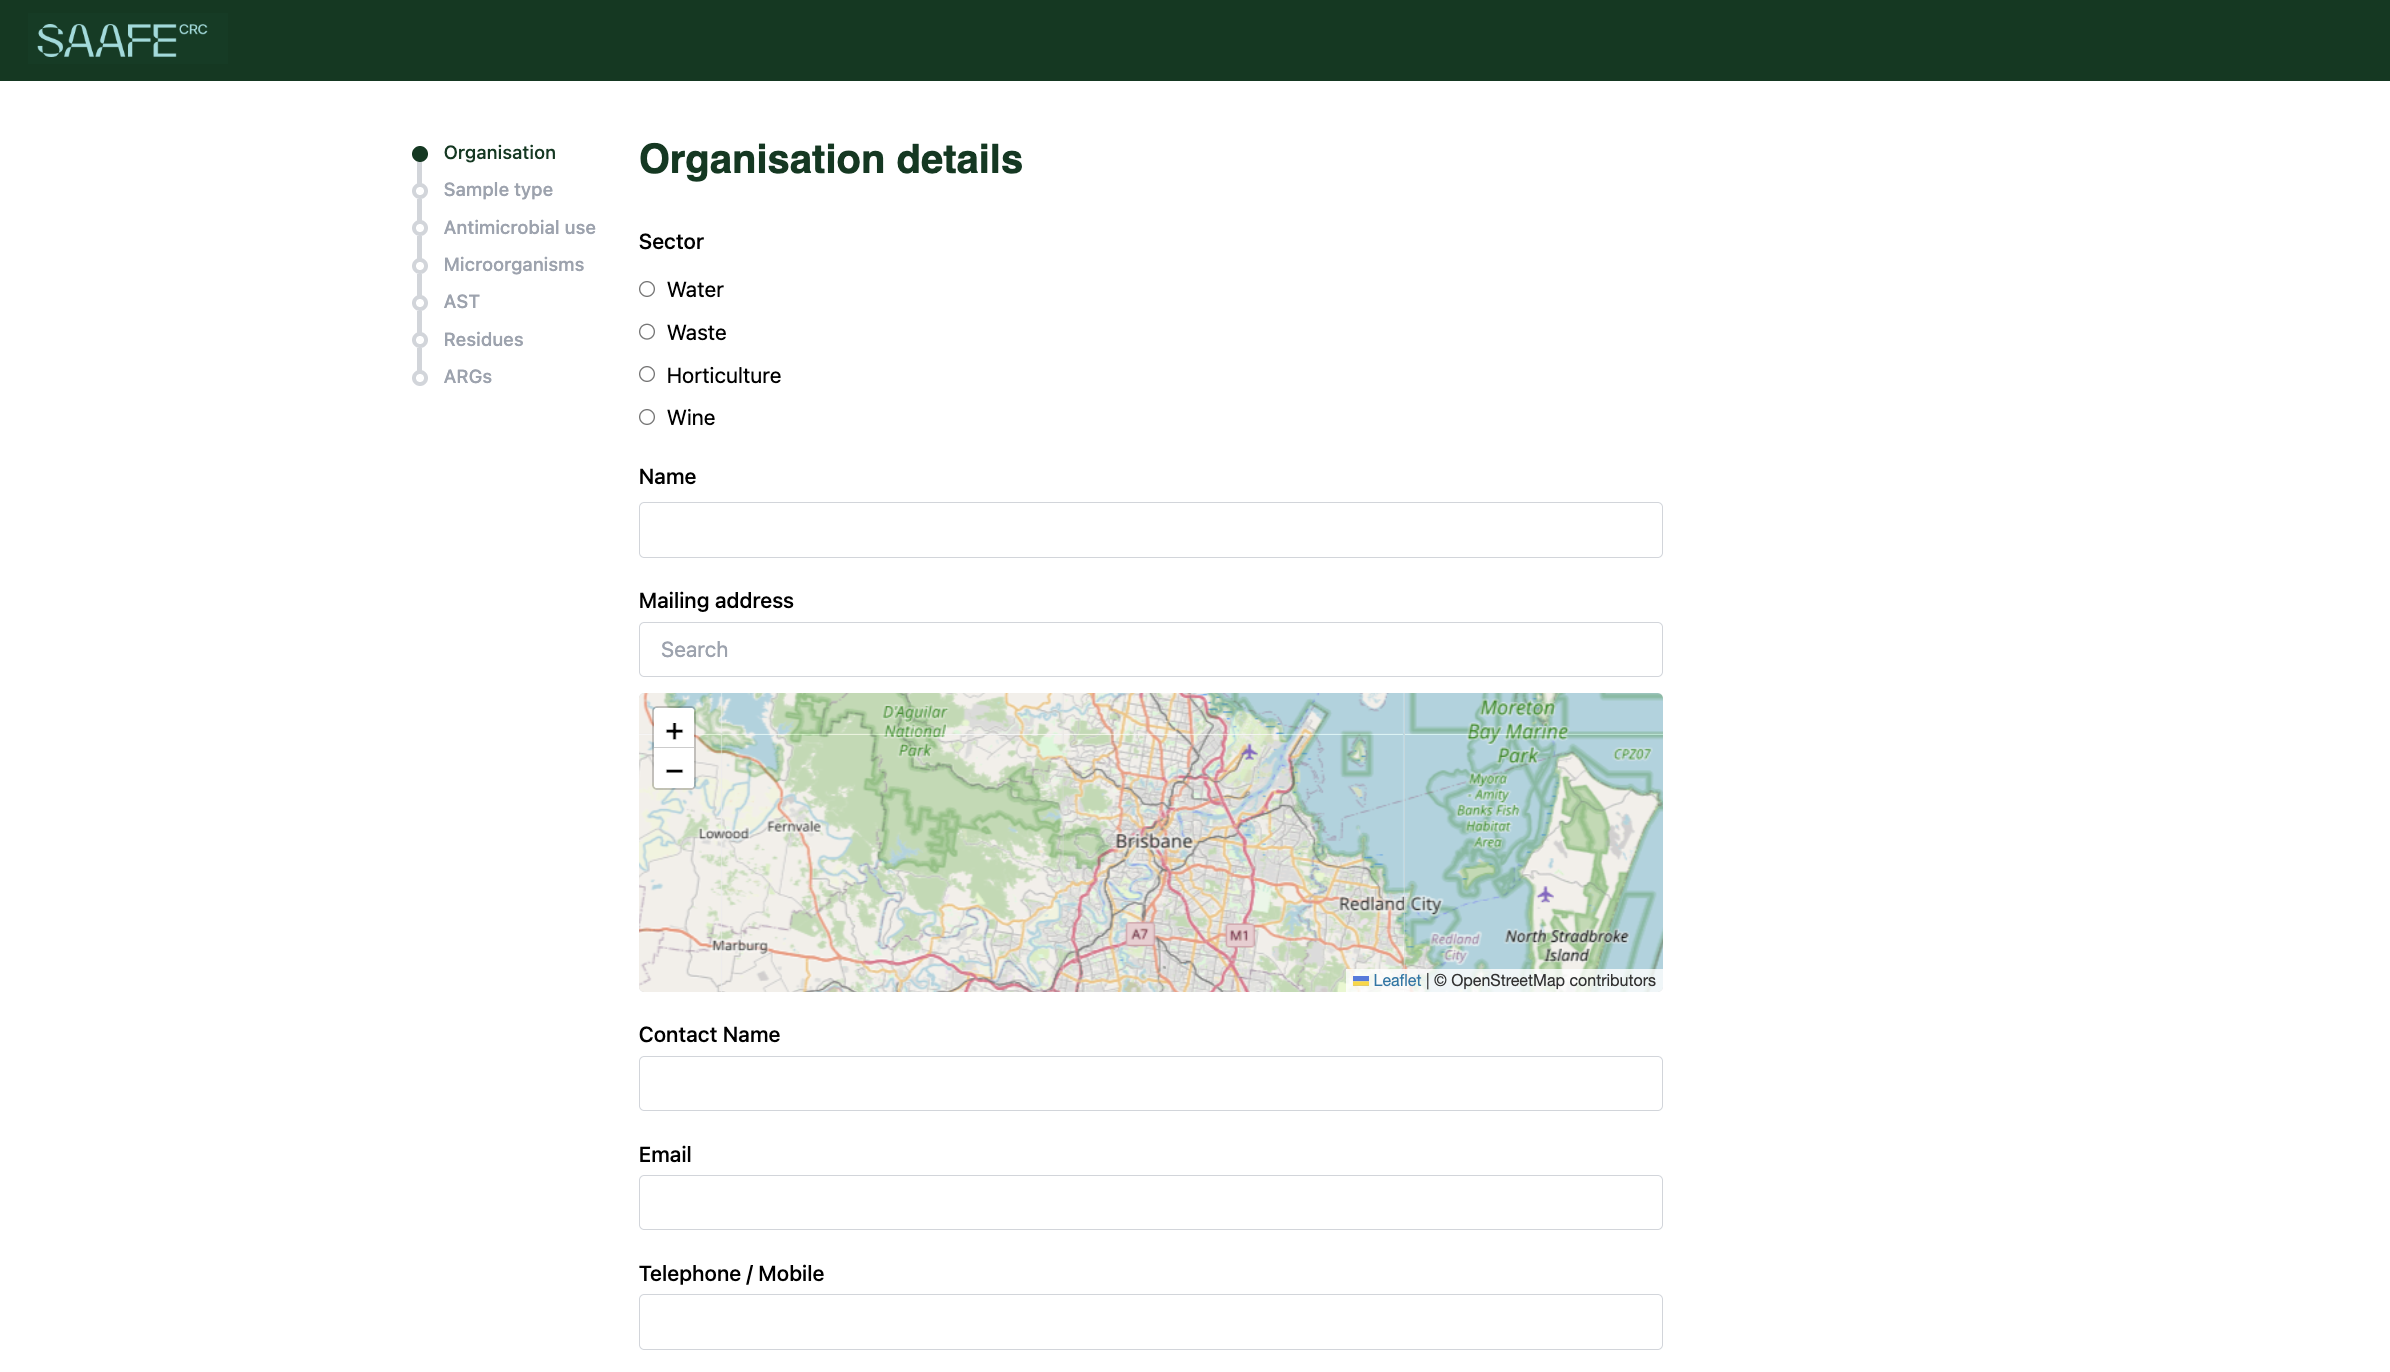 SAAFE CRC
Organisation
Sample type
Antimicrobial use
Microorganisms
AST
Residues
ARGs
Organisation details
Sector
Water
Waste
Horticulture
Wine
Name
Mailing address
Search
+
−
D'Aguilar
National
Park
Moreton
Bay Marine
Park
CPZ07
Myora
- Amity
Banks Fish
Habitat
Area
Lowood
Fernvale
Brisbane
Redland City
Marburg
A7
M1
Redland
City
North Stradbroke
Island
Leaflet | © OpenStreetMap contributors
Contact Name
Email
Telephone / Mobile